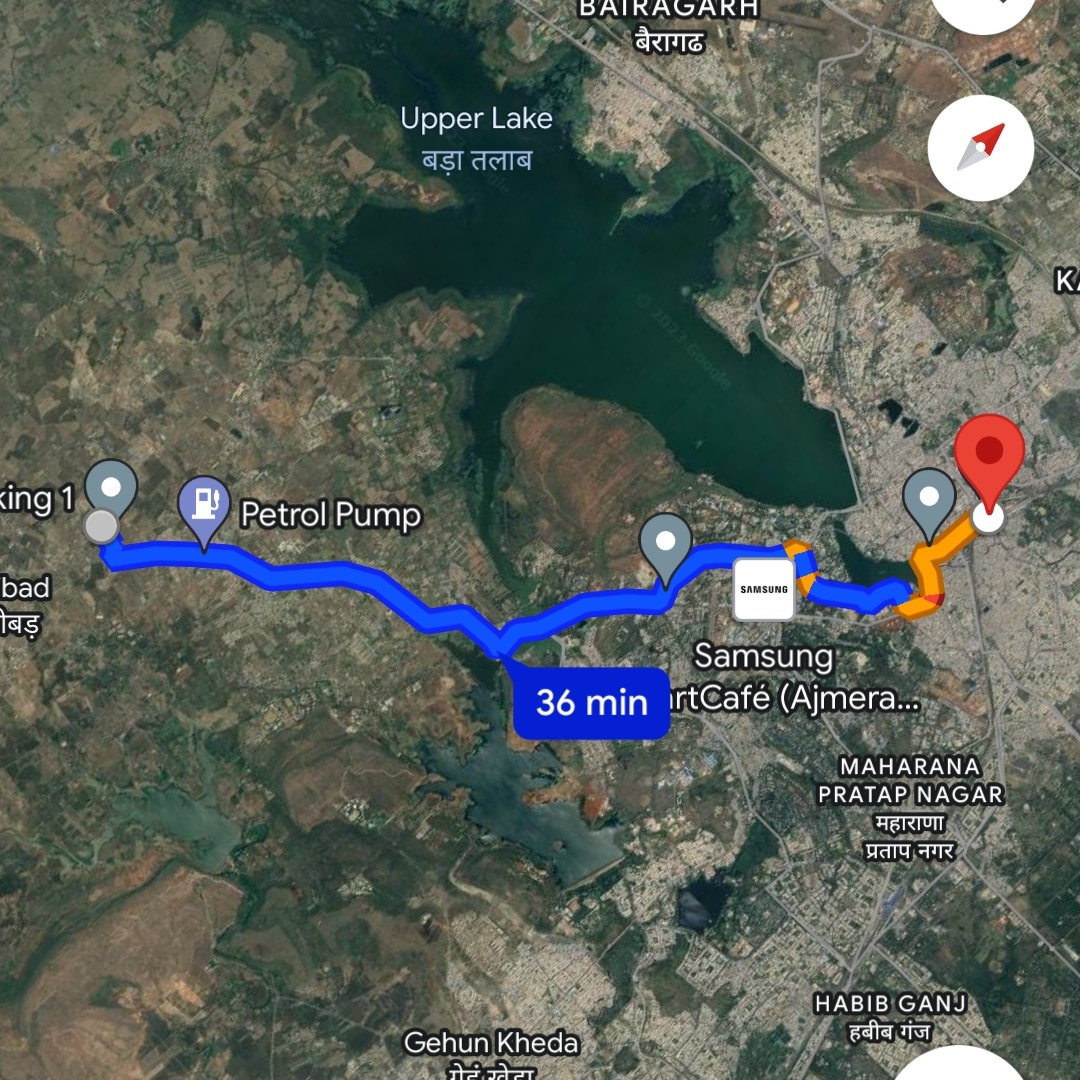 BAIRAGARH
बैरागढ
Upper Lake
बड़ा तलाब
© 2023 Google
KA
king 1
Petrol Pump
bad
ीबड़
SAMSUNG
Samsung
artCafé (Ajmera...
36 min
MAHARANA
PRATAP NAGAR
महाराणा
प्रताप नगर
HABIB GANJ
हबीब गंज
Gehun Kheda
गेहूं खेड़ा